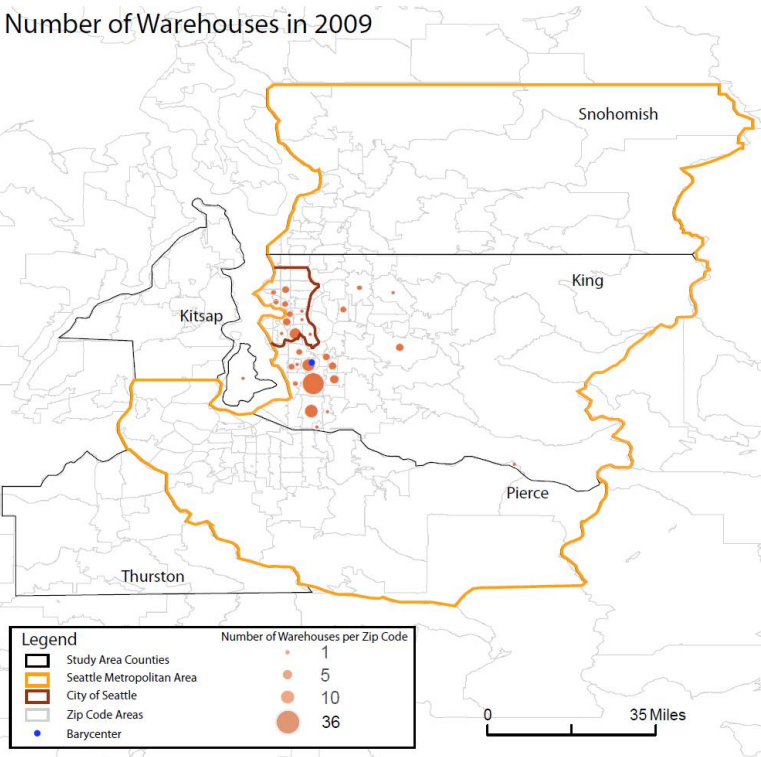 Number of Warehouses in 2009
Snohomish
King
Kitsap
Pierce
Thurston
Legend
Study Area Counties
Seattle Metropolitan Area
City of Seattle
Zip Code Areas
Barycenter
Number of Warehouses per Zip Code
1
5
10
36
0 35 Miles